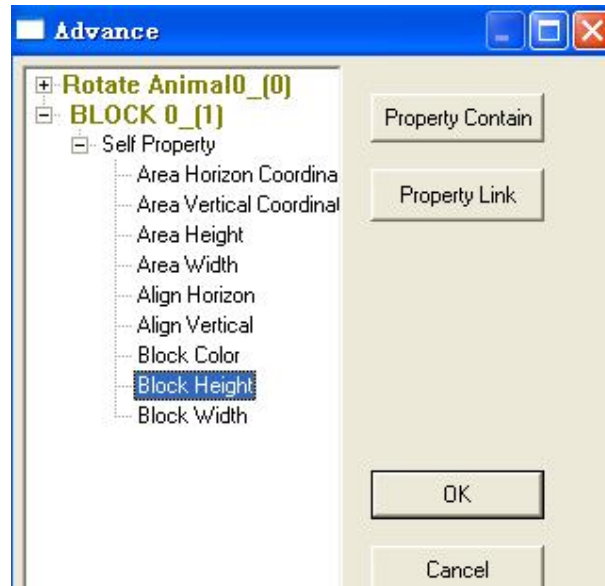 Advance
Rotate Animal0_(0)
BLOCK 0_(1)
Self Property
Area Horizon Coordina
Area Vertical Coordinat
Area Height
Area Width
Align Horizon
Align Vertical
Block Color
Block Height
Block Width
Property Contain
Property Link
OK
Cancel